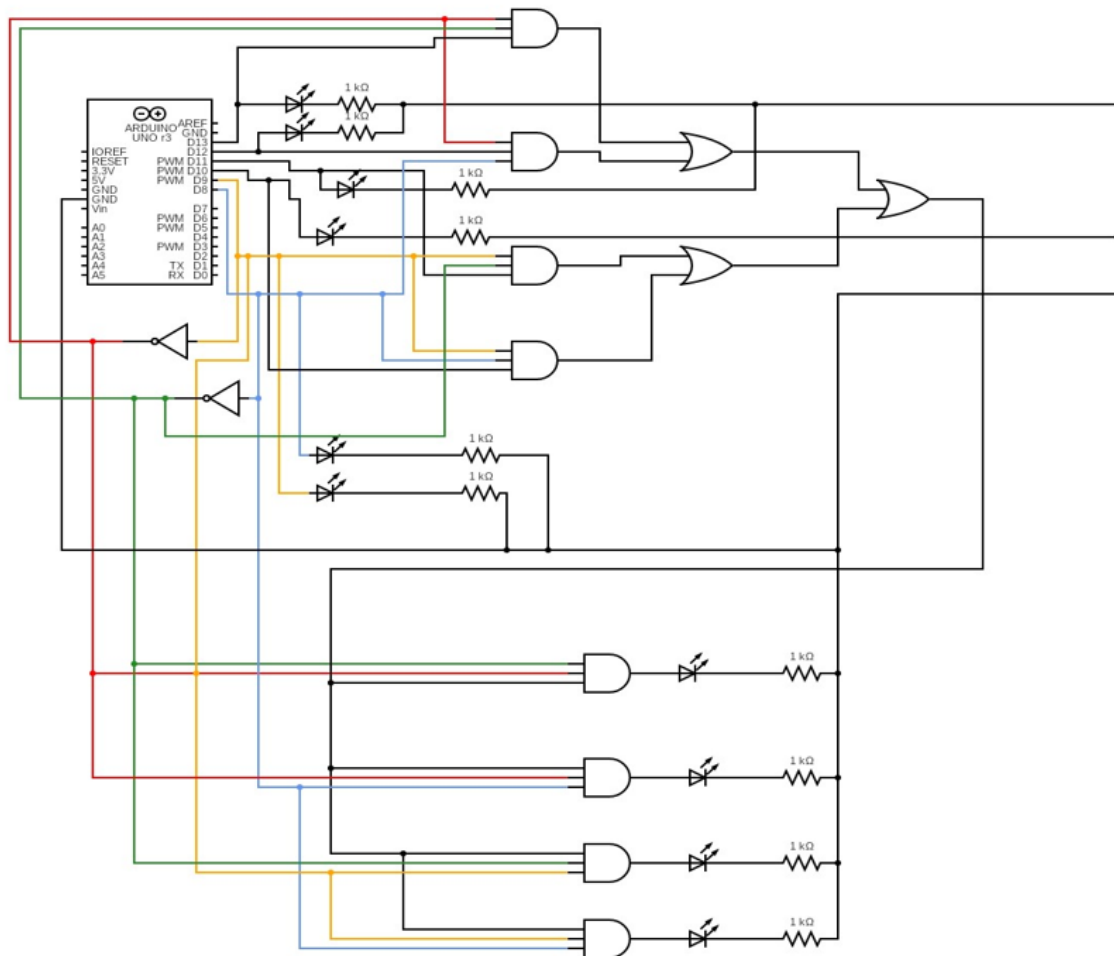 1 kΩ
1 kΩ
ARDUINO
UNO r3
AREF
GND
D13
D12
IOREF
PWM D11
RESET
PWM D10
3.3V
PWM D9
5V
D8
GND
GND
D7
Vin
PWM D6
PWM D5
A0
D4
A1
PWM D3
A2
D2
A3
TX D1
A4
RX D0
A5
1 kΩ
1 kΩ
1 kΩ
1 kΩ
1 kΩ
1 kΩ
1 kΩ
1 kΩ